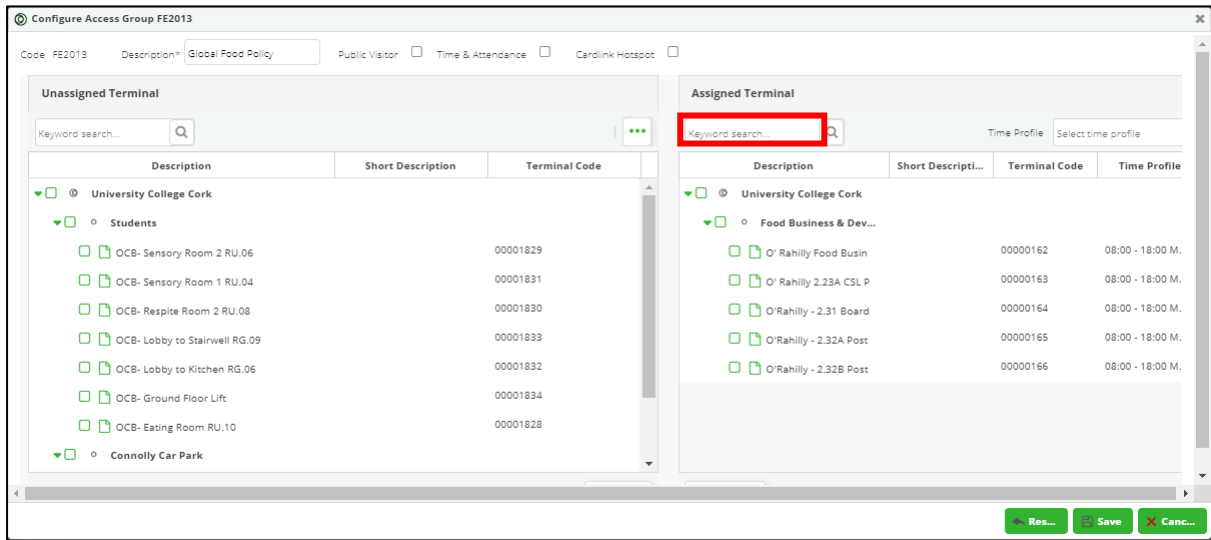 Configure Access Group FE2013
Code FE2013 Description* Global Food Policy Public Visitor Time & Attendance Cardlink Hotspot
Unassigned Terminal
Keyword search...
Description Short Description Terminal Code
University College Cork
Students
OCB- Sensory Room 2 RU.06 00001829
OCB- Sensory Room 1 RU.04 00001831
OCB- Respite Room 2 RU.08 00001830
OCB- Lobby to Stairwell RG.09 00001833
OCB- Lobby to Kitchen RG.06 00001832
OCB- Ground Floor Lift 00001834
OCB- Eating Room RU.10 00001828
Connolly Car Park
Assigned Terminal
Keyword search... Time Profile Select time profile
Description Short Descripti... Terminal Code Time Profile
University College Cork
Food Business & Dev...
O' Rahilly Food Busin 00000162 08:00 - 18:00 M.
O' Rahilly 2.23A CSL P 00000163 08:00 - 18:00 M.
O'Rahilly - 2.31 Board 00000164 08:00 - 18:00 M.
O'Rahilly - 2.32A Post 00000165 08:00 - 18:00 M.
O'Rahilly - 2.32B Post 00000166 08:00 - 18:00 M.
Res... Save Canc...